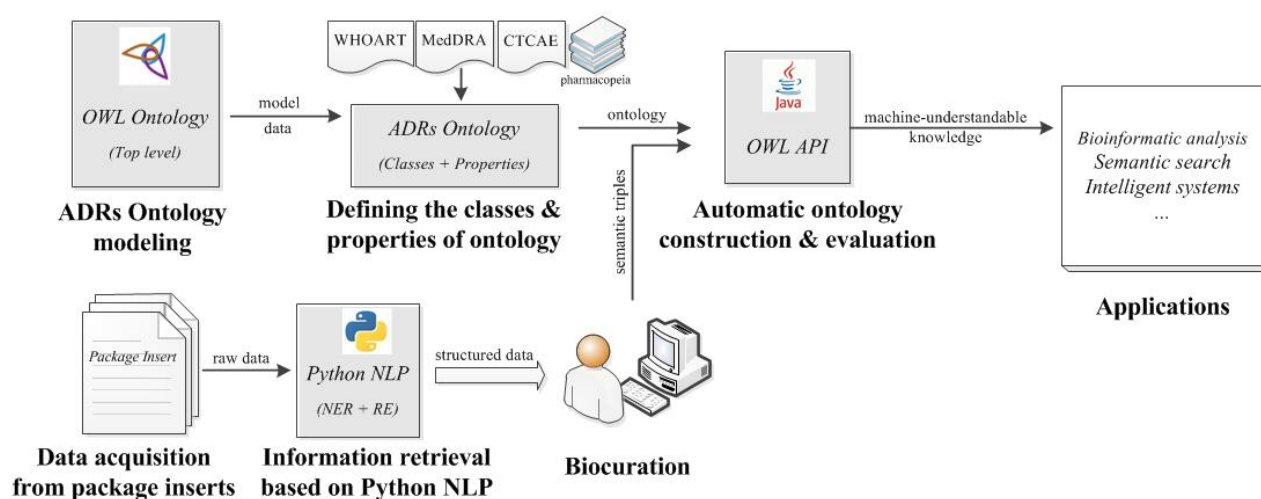 WHOART
MedDRA
CTCAE
pharmacopeia
OWL Ontology
(Top level)
model
data
ADRs Ontology
(Classes + Properties)
ontology
Java
OWL API
machine-understandable
knowledge
Bioinformatic analysis
Semantic search
Intelligent systems
...
ADRs Ontology
modeling
Defining the classes &
properties of ontology
semantic triples
Automatic ontology
construction & evaluation
Applications
Package Insert
raw data
Python NLP
(NER + RE)
structured data
Data acquisition
from package inserts
Information retrieval
based on Python NLP
Biocuration